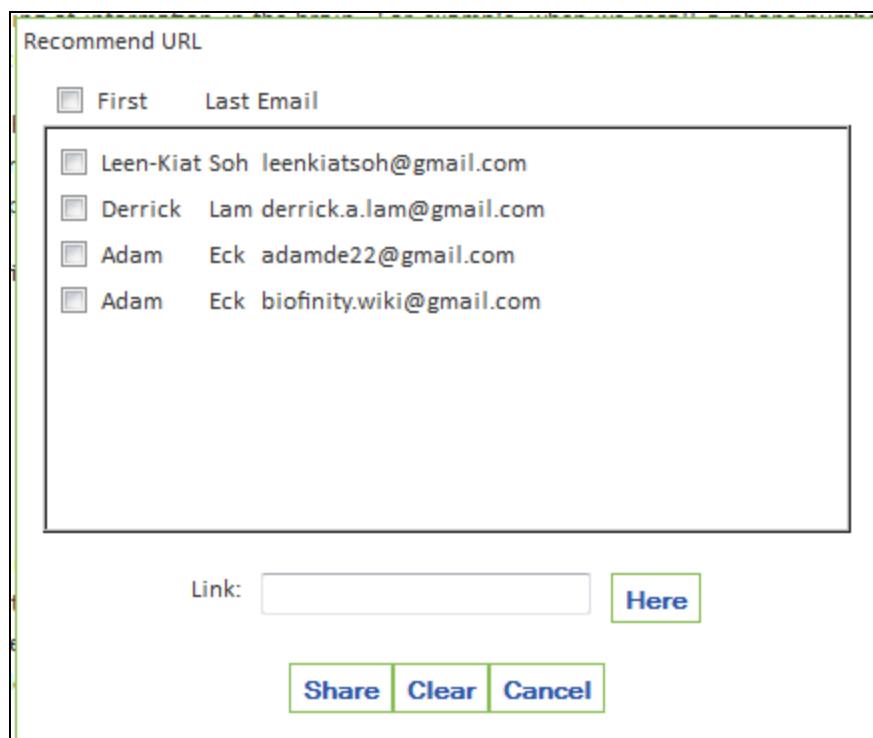 Recommend URL
First Last Email
Leen-Kiat Soh leenkiatsoh@gmail.com
Derrick Lam derrick.a.lam@gmail.com
Adam Eck adamde22@gmail.com
Adam Eck biofinity.wiki@gmail.com
Link: Here
Share Clear Cancel